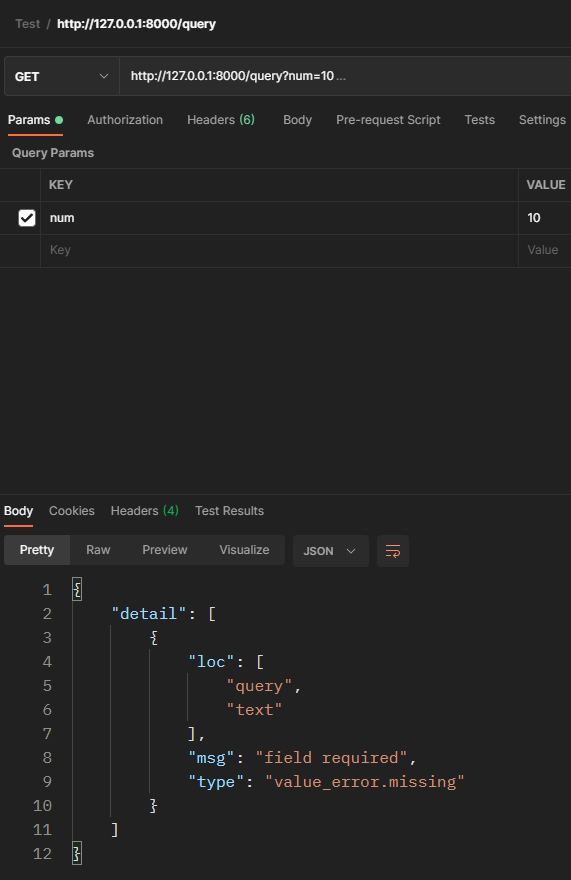 Test / http://127.0.0.1:8000/query
GET http://127.0.0.1:8000/query?num=10 ...
Params Authorization Headers (6) Body Pre-request Script Tests Settings
Query Params
KEY VALUE
num 10
Key Value
Body Cookies Headers (4) Test Results
Pretty Raw Preview Visualize JSON
1 {
2 "detail": [
3 {
4 "loc": [
5 "query",
6 "text"
7 ],
8 "msg": "field required",
9 "type": "value_error.missing"
10 }
11 ]
12 }